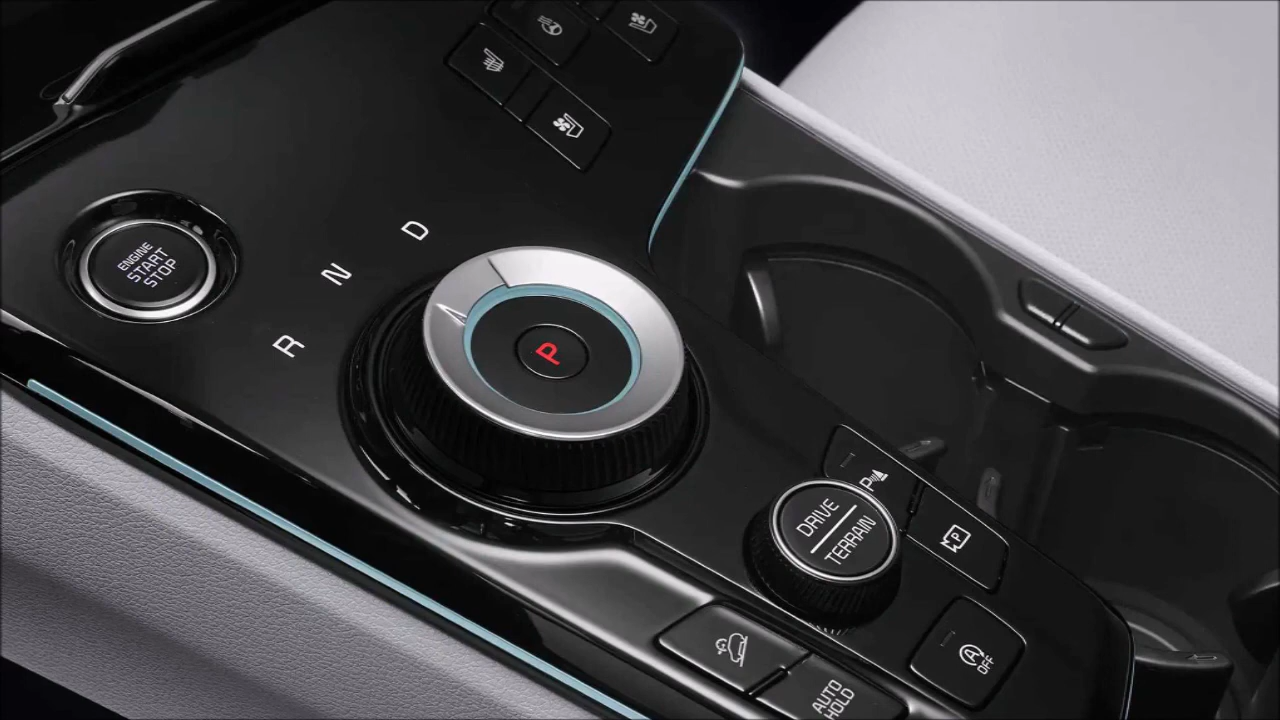 ENGINE
START
STOP
D
N
R
P
P
DRIVE
TERRAIN
P
A
OFF
AUTO
HOLD